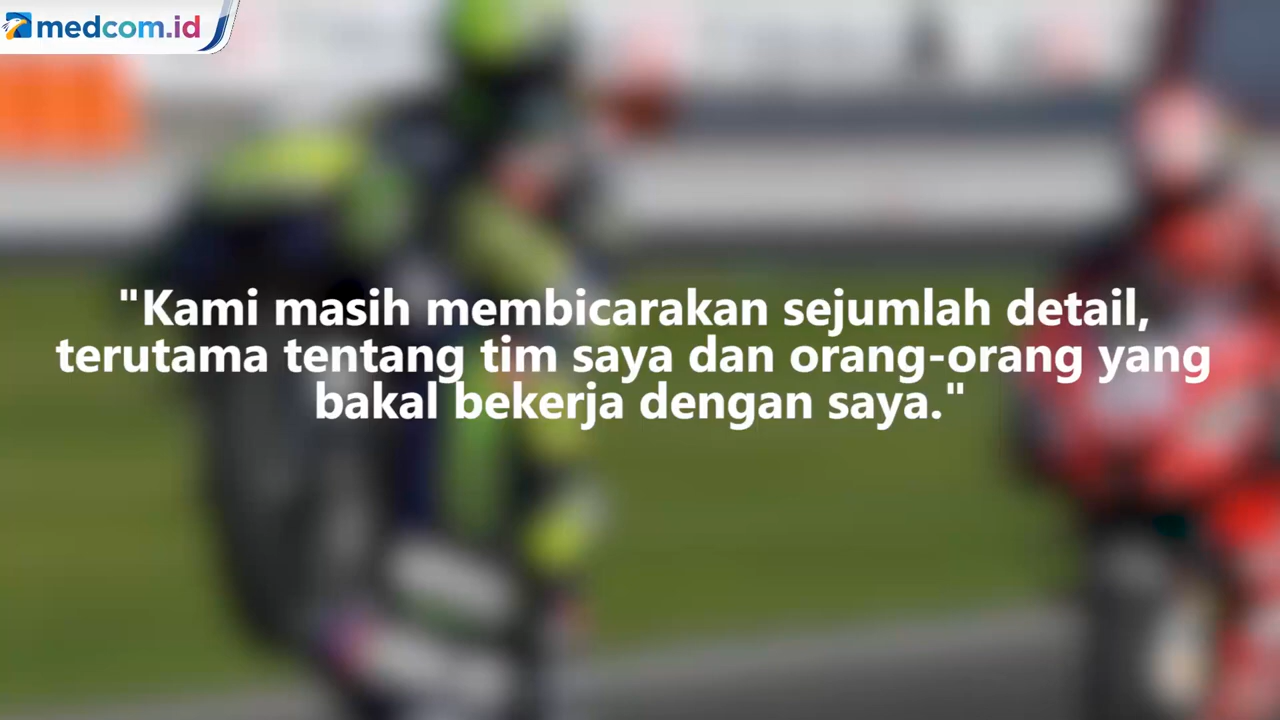 medcom.id
"Kami masih membicarakan sejumlah detail,
terutama tentang tim saya dan orang-orang yang
bakal bekerja dengan saya."